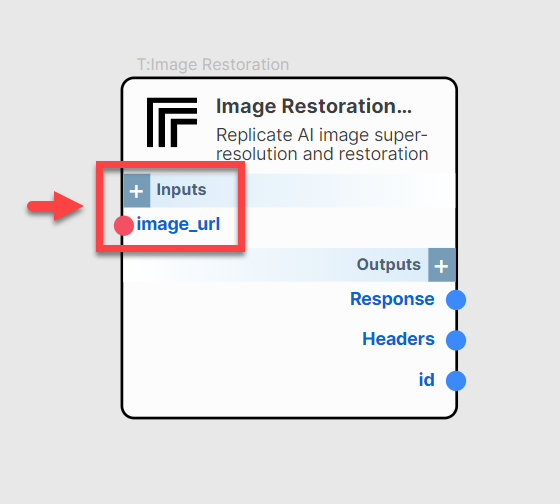 T:Image Restoration
Image Restoration...
Replicate AI image super-
resolution and restoration
+ Inputs
image_url
Outputs +
Response
Headers
id